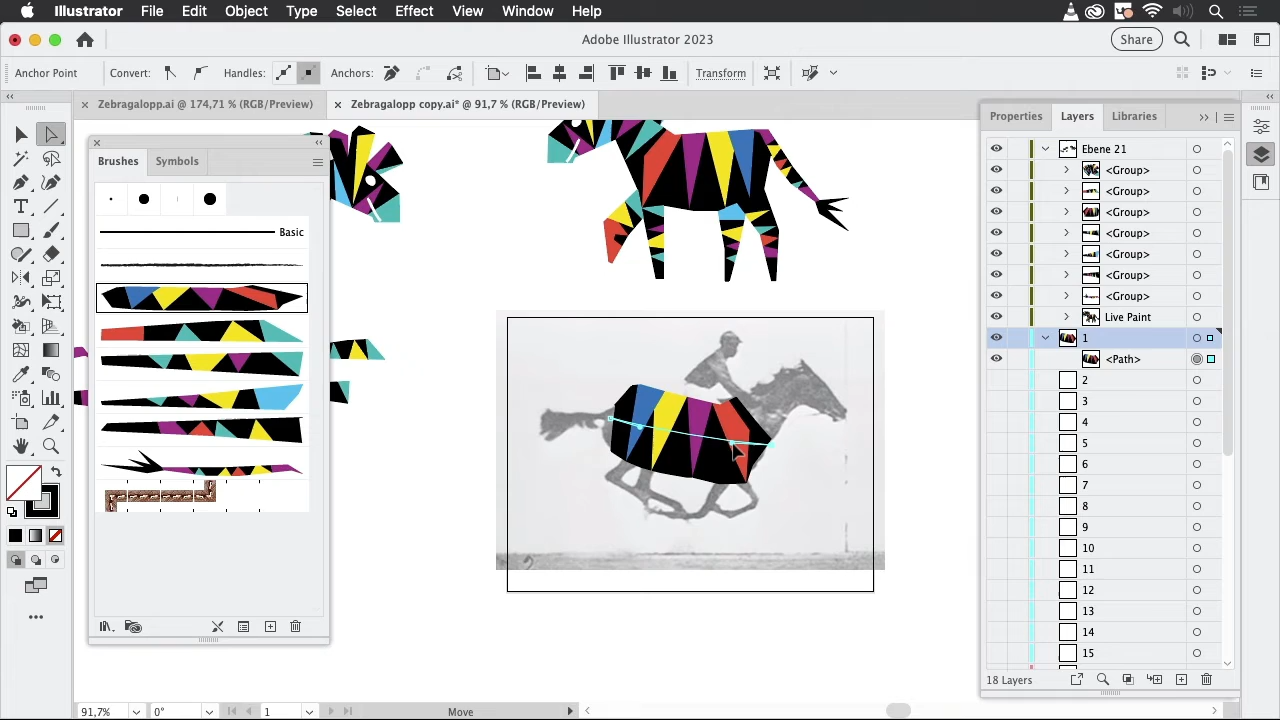 Illustrator File Edit Object Type Select Effect View Window Help
Adobe Illustrator 2023
Share
Anchor Point Convert: Handles: Anchors: Transform
Zebragalopp.ai @ 174,71 % (RGB/Preview)
Zebragalopp copy.ai* @ 91,7 % (RGB/Preview)
Brushes Symbols
Basic
Properties Layers Libraries
Ebene 21
<Group>
<Group>
<Group>
<Group>
<Group>
<Group>
<Group>
Live Paint
1
<Path>
2
3
4
5
6
7
8
9
10
11
12
13
14
15
18 Layers
2
91,7% 0° 1 Move